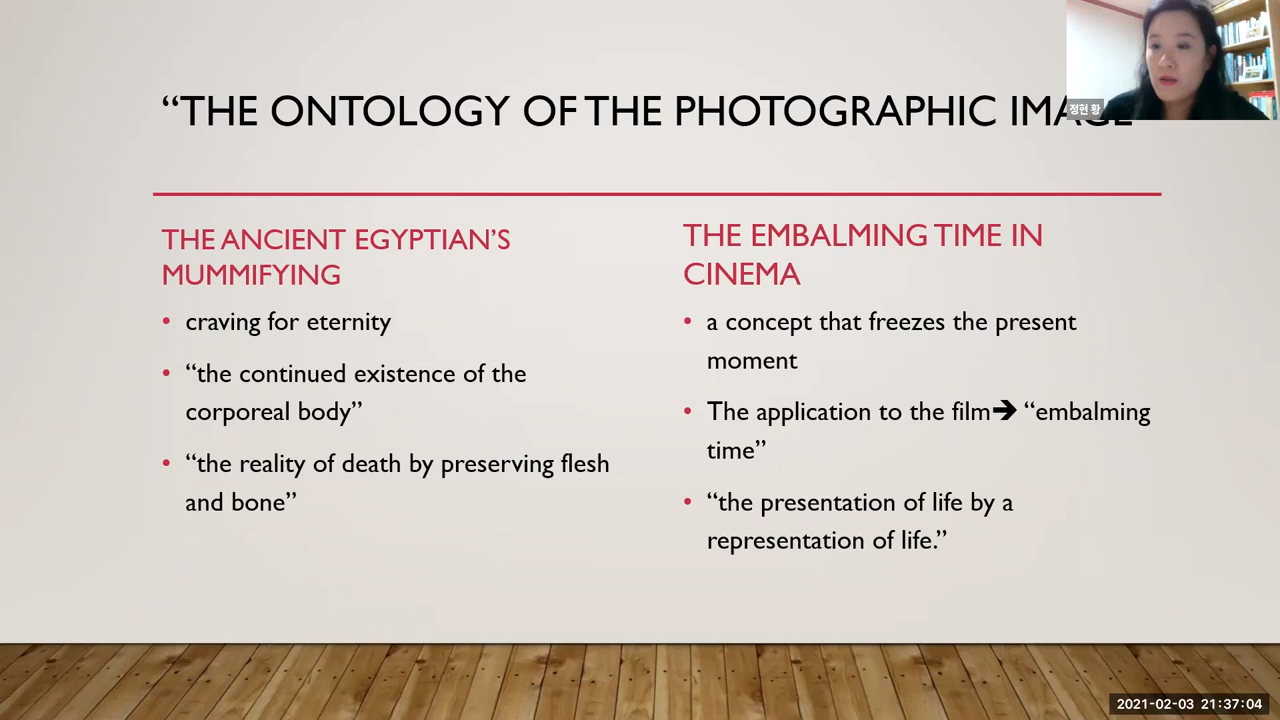 “THE ONTOLOGY OF THE PHOTOGRAPHIC IMAGE
정현 황
THE ANCIENT EGYPTIAN’S
MUMMIFYING
• craving for eternity
• “the continued existence of the
corporeal body”
• “the reality of death by preserving flesh
and bone”
THE EMBALMING TIME IN
CINEMA
• a concept that freezes the present
moment
• The application to the film➔ “embalming
time”
• “the presentation of life by a
representation of life.”
2021-02-03 21:37:04